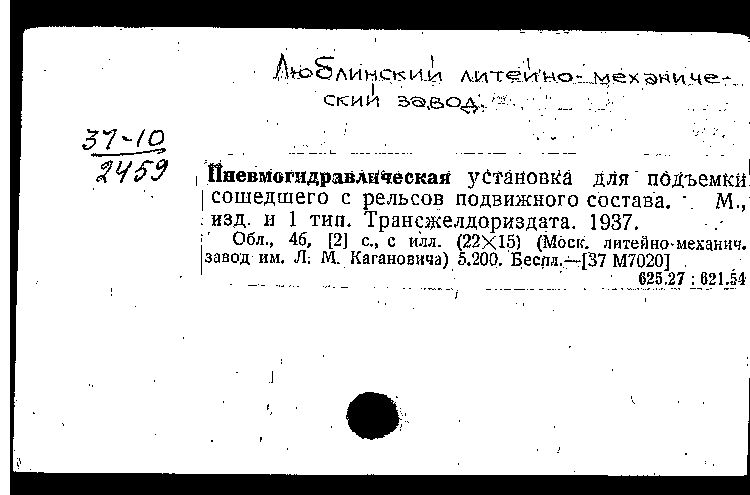 Люблинский литейно-механиче-
ский завод.
37-10
2459
Пневмогидравлическая установка для подъемки
сошедшего с рельсов подвижного состава. М.,
изд. и 1 тип. Трансжелдориздата. 1937.
Обл., 46, [2] с., с илл. (22×15) (Моск. литейно-механич.
завод им. Л. М. Кагановича) 5.200. Беспл.—[37 М7020]
625.27 : 621.54